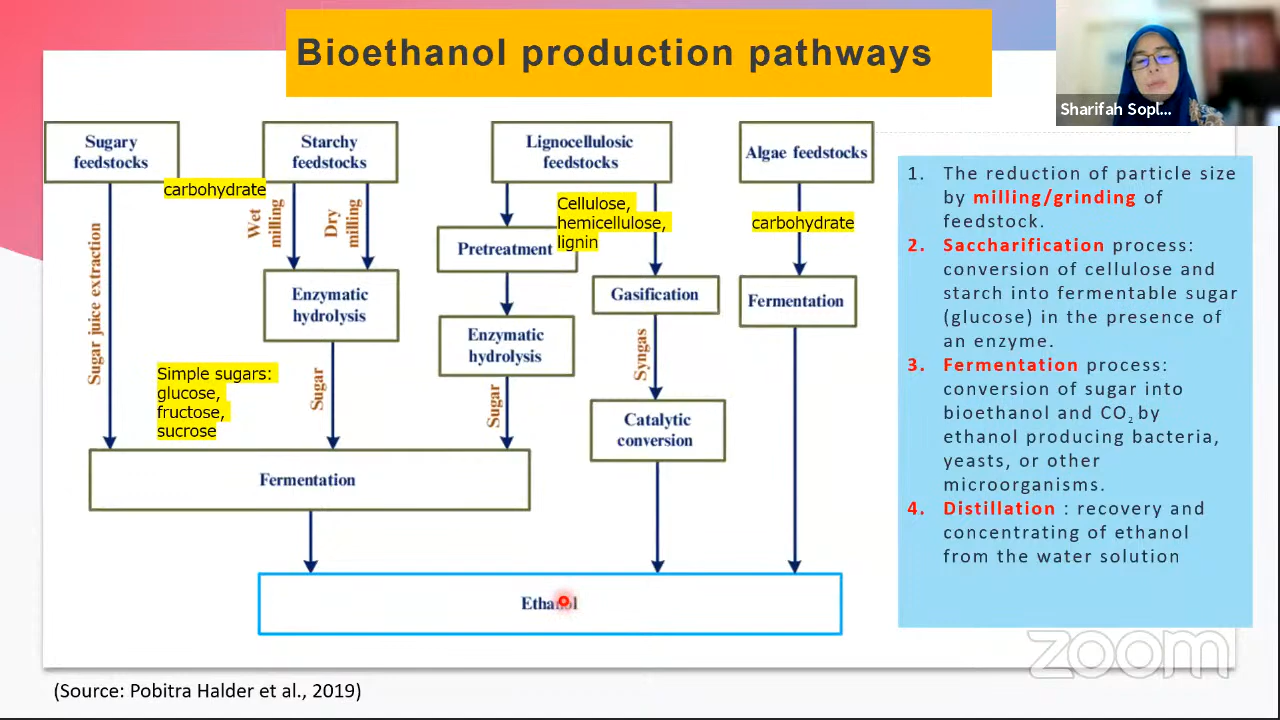 Bioethanol production pathways
Sharifah Sopl...
Sugary
feedstocks
Starchy
feedstocks
Lignocellulosic
feedstocks
Algae feedstocks
carbohydrate
Wet
milling
Dry
milling
Cellulose,
hemicellulose,
lignin
carbohydrate
Sugar juice extraction
Pretreatment
Enzymatic
hydrolysis
Gasification
Fermentation
Enzymatic
hydrolysis
Syngas
Simple sugars:
glucose,
fructose,
sucrose
Sugar
Sugar
Catalytic
conversion
Fermentation
Ethanol
1. The reduction of particle size
by milling/grinding of
feedstock.
2. Saccharification process:
conversion of cellulose and
starch into fermentable sugar
(glucose) in the presence of
an enzyme.
3. Fermentation process:
conversion of sugar into
bioethanol and CO2 by
ethanol producing bacteria,
yeasts, or other
microorganisms.
4. Distillation : recovery and
concentrating of ethanol
from the water solution
zoom
(Source: Pobitra Halder et al., 2019)